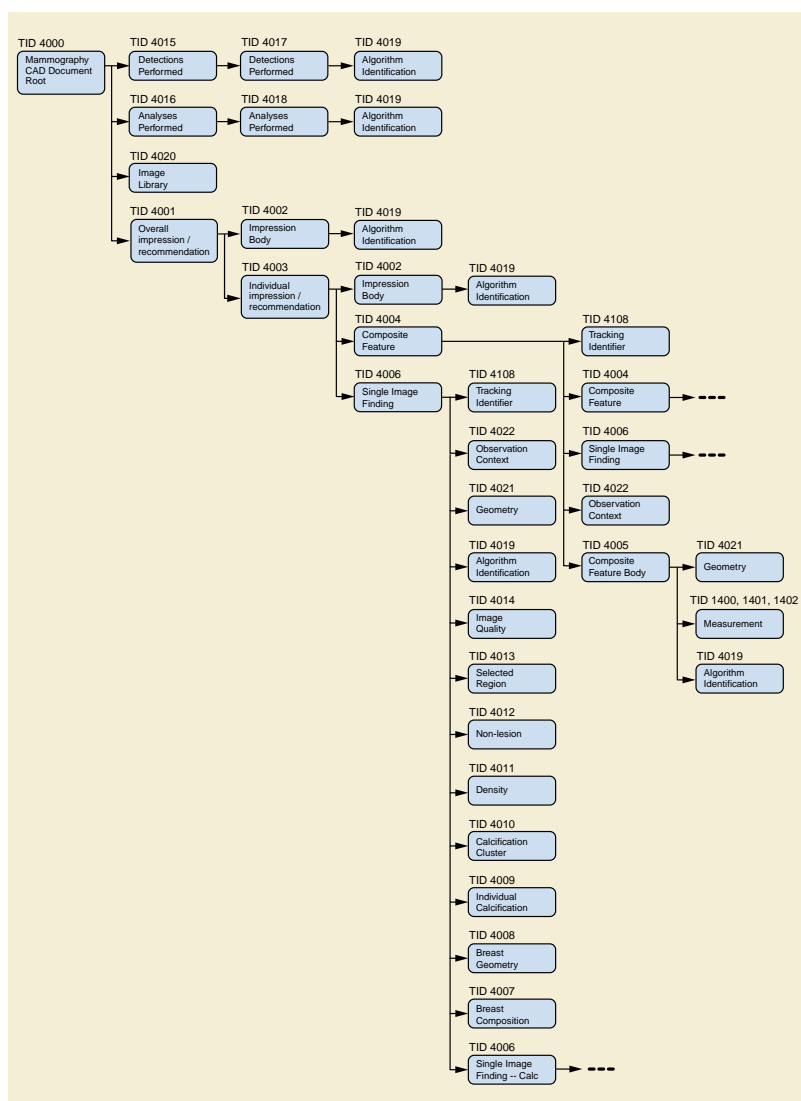 TID 4000
Mammography
CAD Document
Root
TID 4015
Detections
Performed
TID 4017
Detections
Performed
TID 4019
Algorithm
Identification
TID 4016
Analyses
Performed
TID 4018
Analyses
Performed
TID 4019
Algorithm
Identification
TID 4020
Image
Library
TID 4001
Overall
impression /
recommendation
TID 4002
Impression
Body
TID 4019
Algorithm
Identification
TID 4003
Individual
impression /
recommendation
TID 4002
Impression
Body
TID 4019
Algorithm
Identification
TID 4004
Composite
Feature
TID 4108
Tracking
Identifier
TID 4006
Single Image
Finding
TID 4108
Tracking
Identifier
TID 4004
Composite
Feature
TID 4022
Observation
Context
TID 4006
Single Image
Finding
TID 4021
Geometry
TID 4022
Observation
Context
TID 4019
Algorithm
Identification
TID 4005
Composite
Feature Body
TID 4021
Geometry
TID 4014
Image
Quality
TID 1400, 1401, 1402
Measurement
TID 4013
Selected
Region
TID 4019
Algorithm
Identification
TID 4012
Non-lesion
TID 4011
Density
TID 4010
Calcification
Cluster
TID 4009
Individual
Calcification
TID 4008
Breast
Geometry
TID 4007
Breast
Composition
TID 4006
Single Image
Finding -- Calc